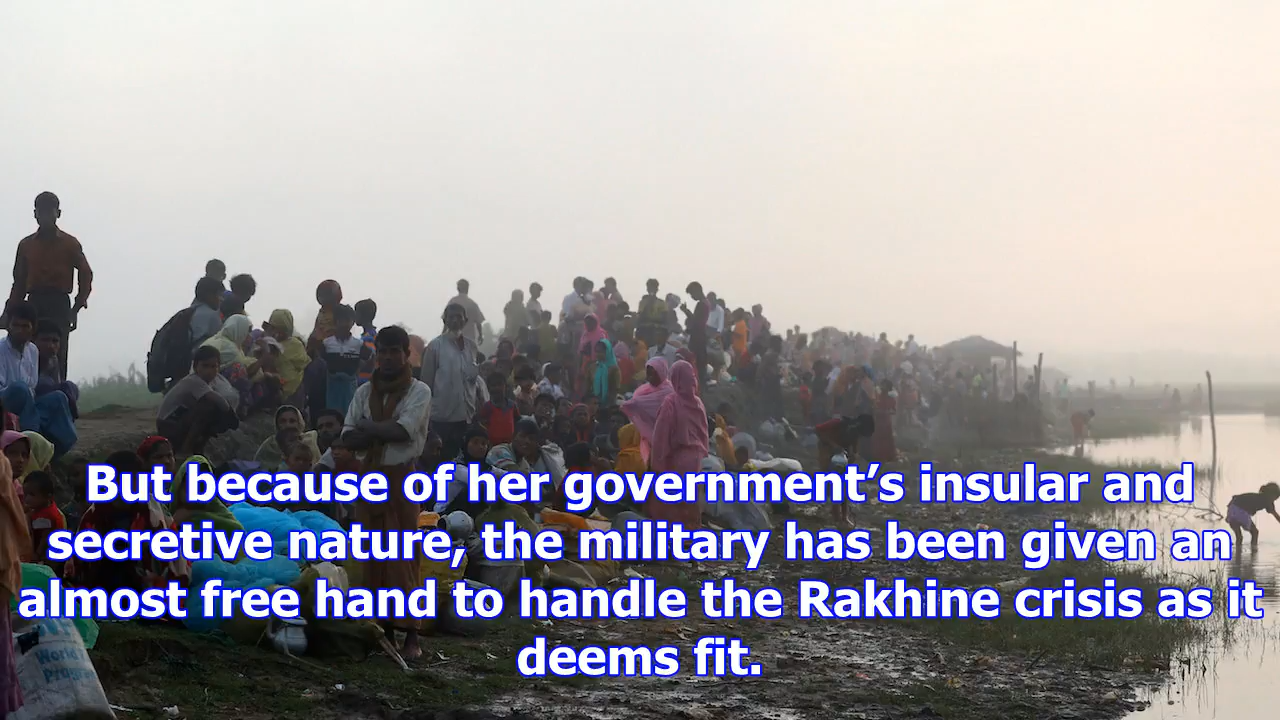 But because of her government’s insular and
secretive nature, the military has been given an
almost free hand to handle the Rakhine crisis as it
deems fit.
World